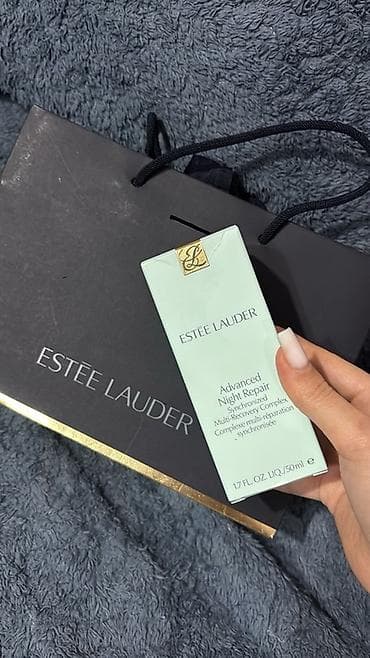 ESTĒE LAUDER
EL
ESTĒE LAUDER
Advanced
Night Repair
Synchronized
Multi-Recovery Complex
Complexe multi-réparation
synchronisée
1.7 FL. OZ. LIQ./50 ml e